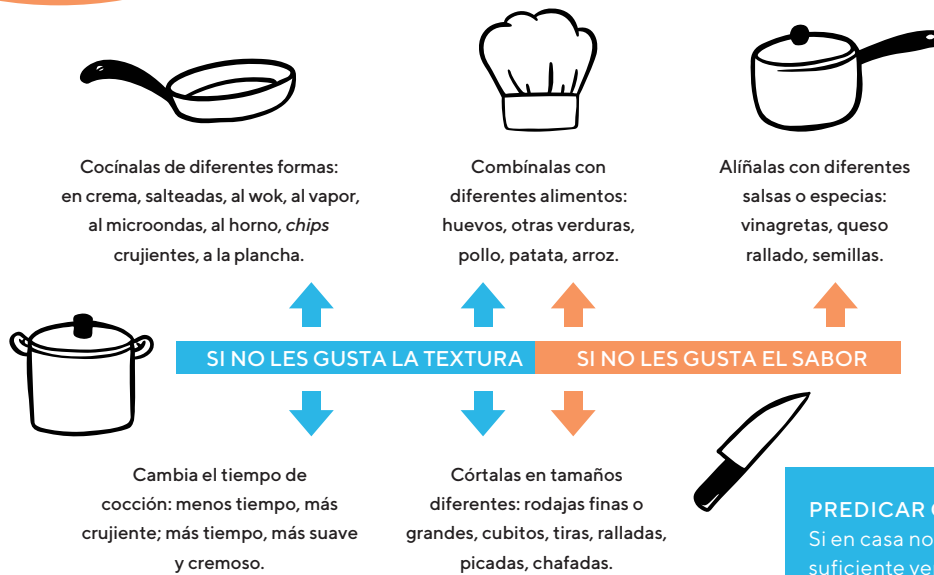 Cocínalas de diferentes formas:
en crema, salteadas, al wok, al vapor,
al microondas, al horno, chips
crujientes, a la plancha.
Combínalas con
diferentes alimentos:
huevos, otras verduras,
pollo, patata, arroz.
Alíñalas con diferentes
salsas o especias:
vinagretas, queso
rallado, semillas.
SI NO LES GUSTA LA TEXTURA
SI NO LES GUSTA EL SABOR
Cambia el tiempo de
cocción: menos tiempo, más
crujiente; más tiempo, más suave
y cremoso.
Córtalas en tamaños
diferentes: rodajas finas o
grandes, cubitos, tiras, ralladas,
picadas, chafadas.
PREDICAR
Si en casa no
suficiente